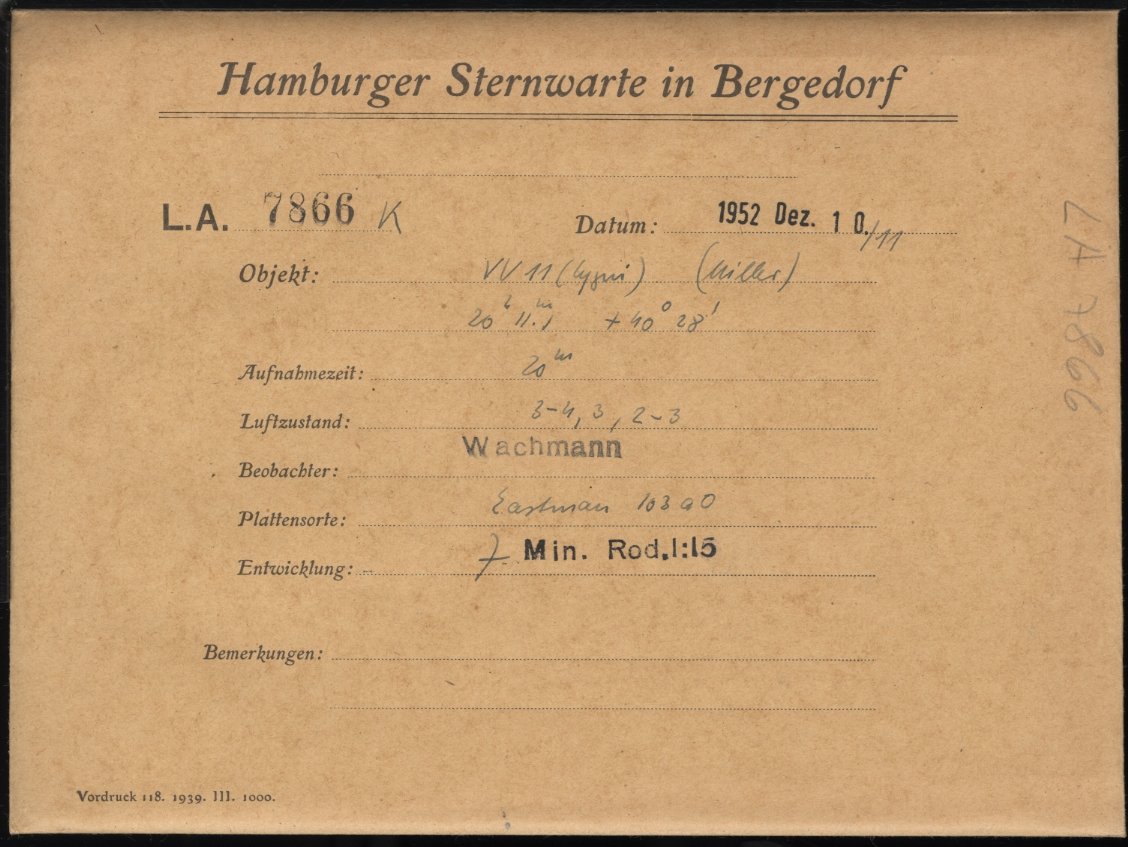 Hamburger Sternwarte in Bergedorf
L.A. 7866 K Datum: 1952 Dez. 10./11
Objekt: VV 11 (Cygni) (Miller)
20h 11.m1 +40° 28'
Aufnahmezeit: 20m
Luftzustand: 3-4, 3, 2-3
Beobachter: Wachmann
Plattensorte: Eastman 103 a O
Entwicklung: 7 Min. Rod. 1:15
Bemerkungen:
Vordruck 118. 1939. III. 1000.
LA 7866